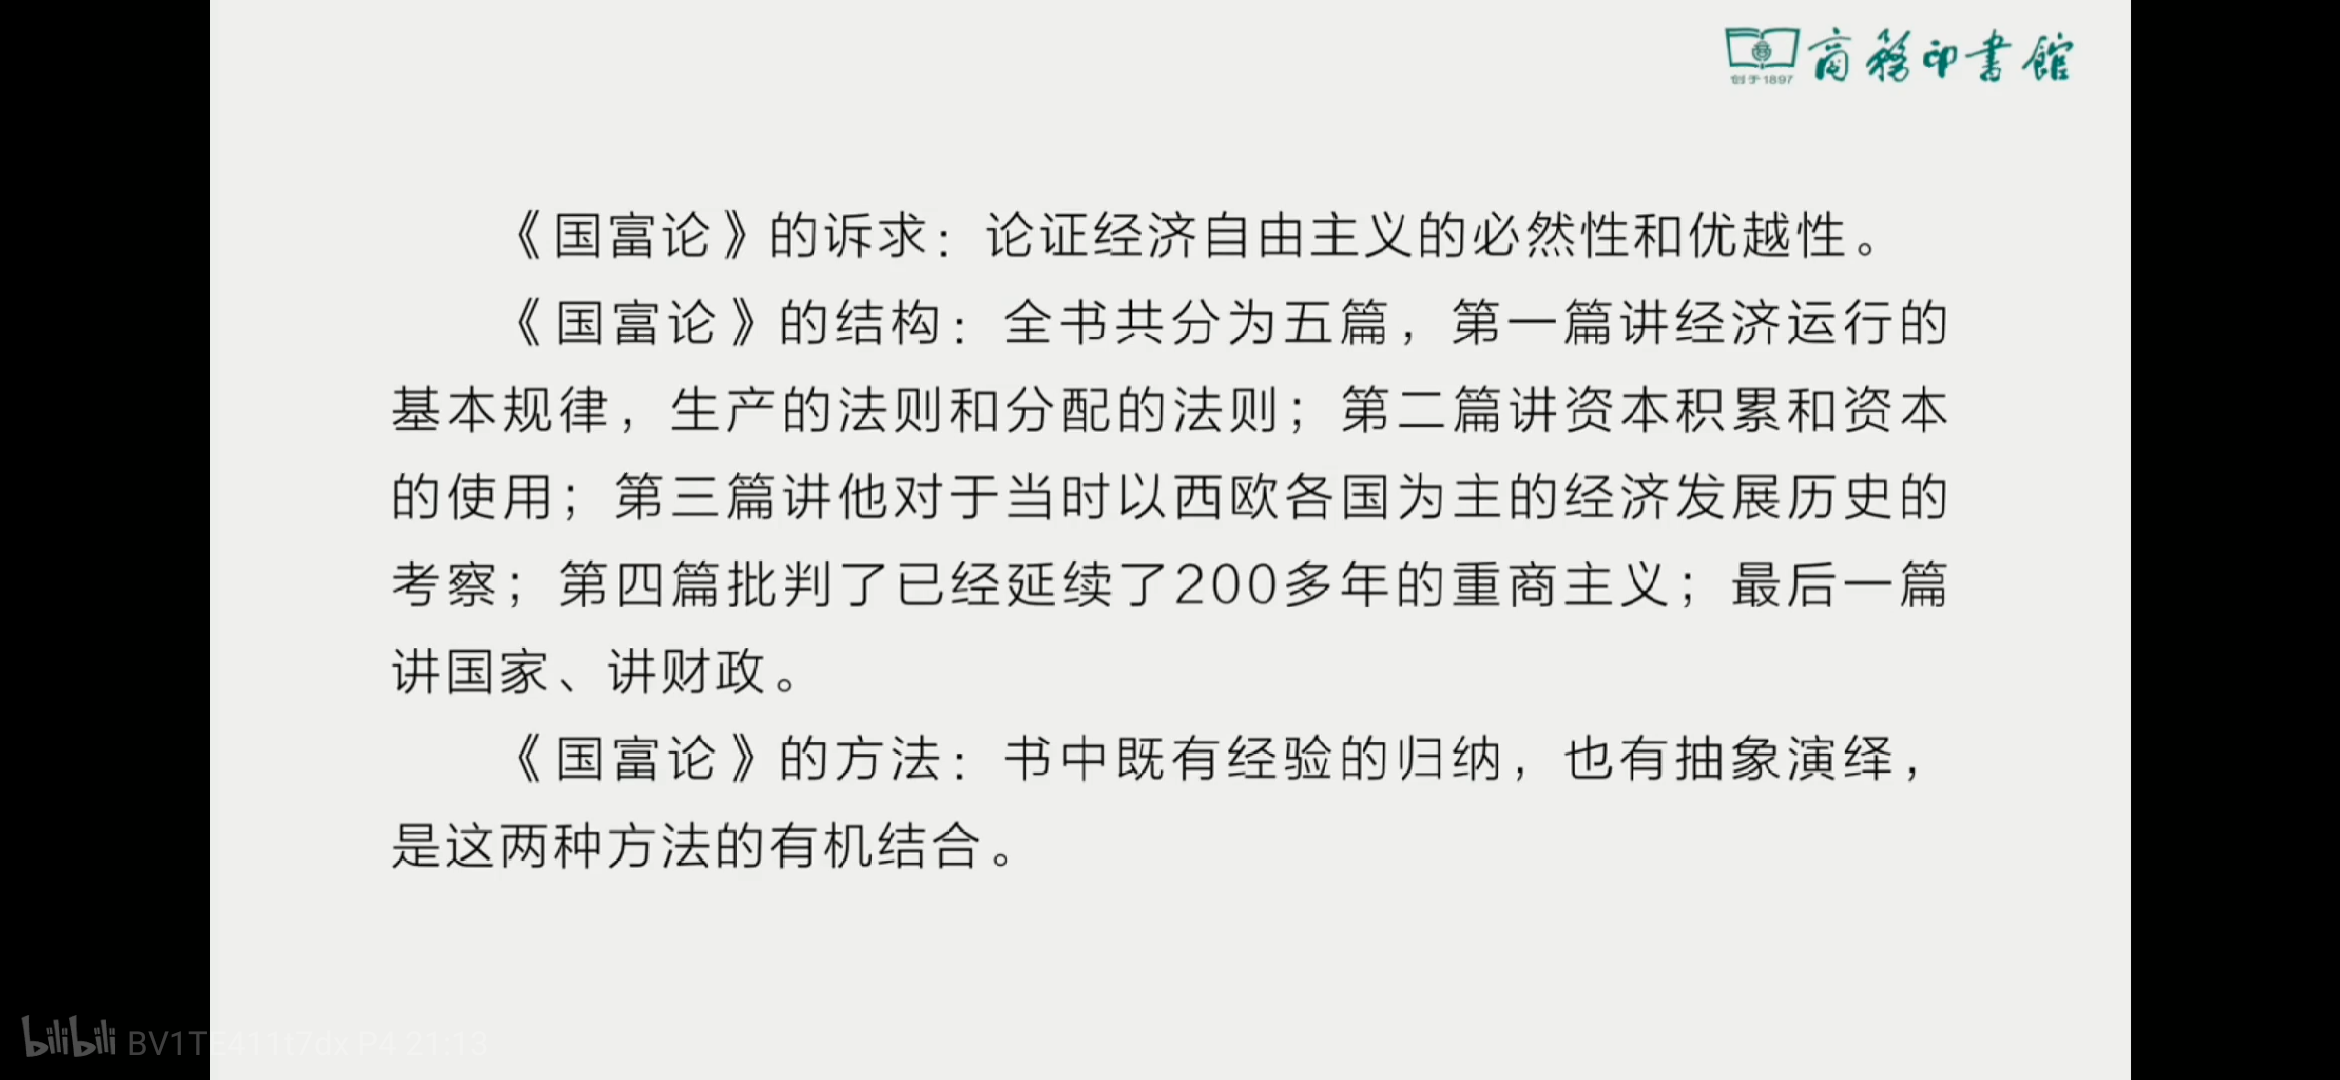 创于1897
商務印書館
《国富论》的诉求：论证经济自由主义的必然性和优越性。
《国富论》的结构：全书共分为五篇，第一篇讲经济运行的
基本规律，生产的法则和分配的法则；第二篇讲资本积累和资本
的使用；第三篇讲他对于当时以西欧各国为主的经济发展历史的
考察；第四篇批判了已经延续了200多年的重商主义；最后一篇
讲国家、讲财政。
《国富论》的方法：书中既有经验的归纳，也有抽象演绎，
是这两种方法的有机结合。
bilibili BV1TE411t7dx P4 21:13